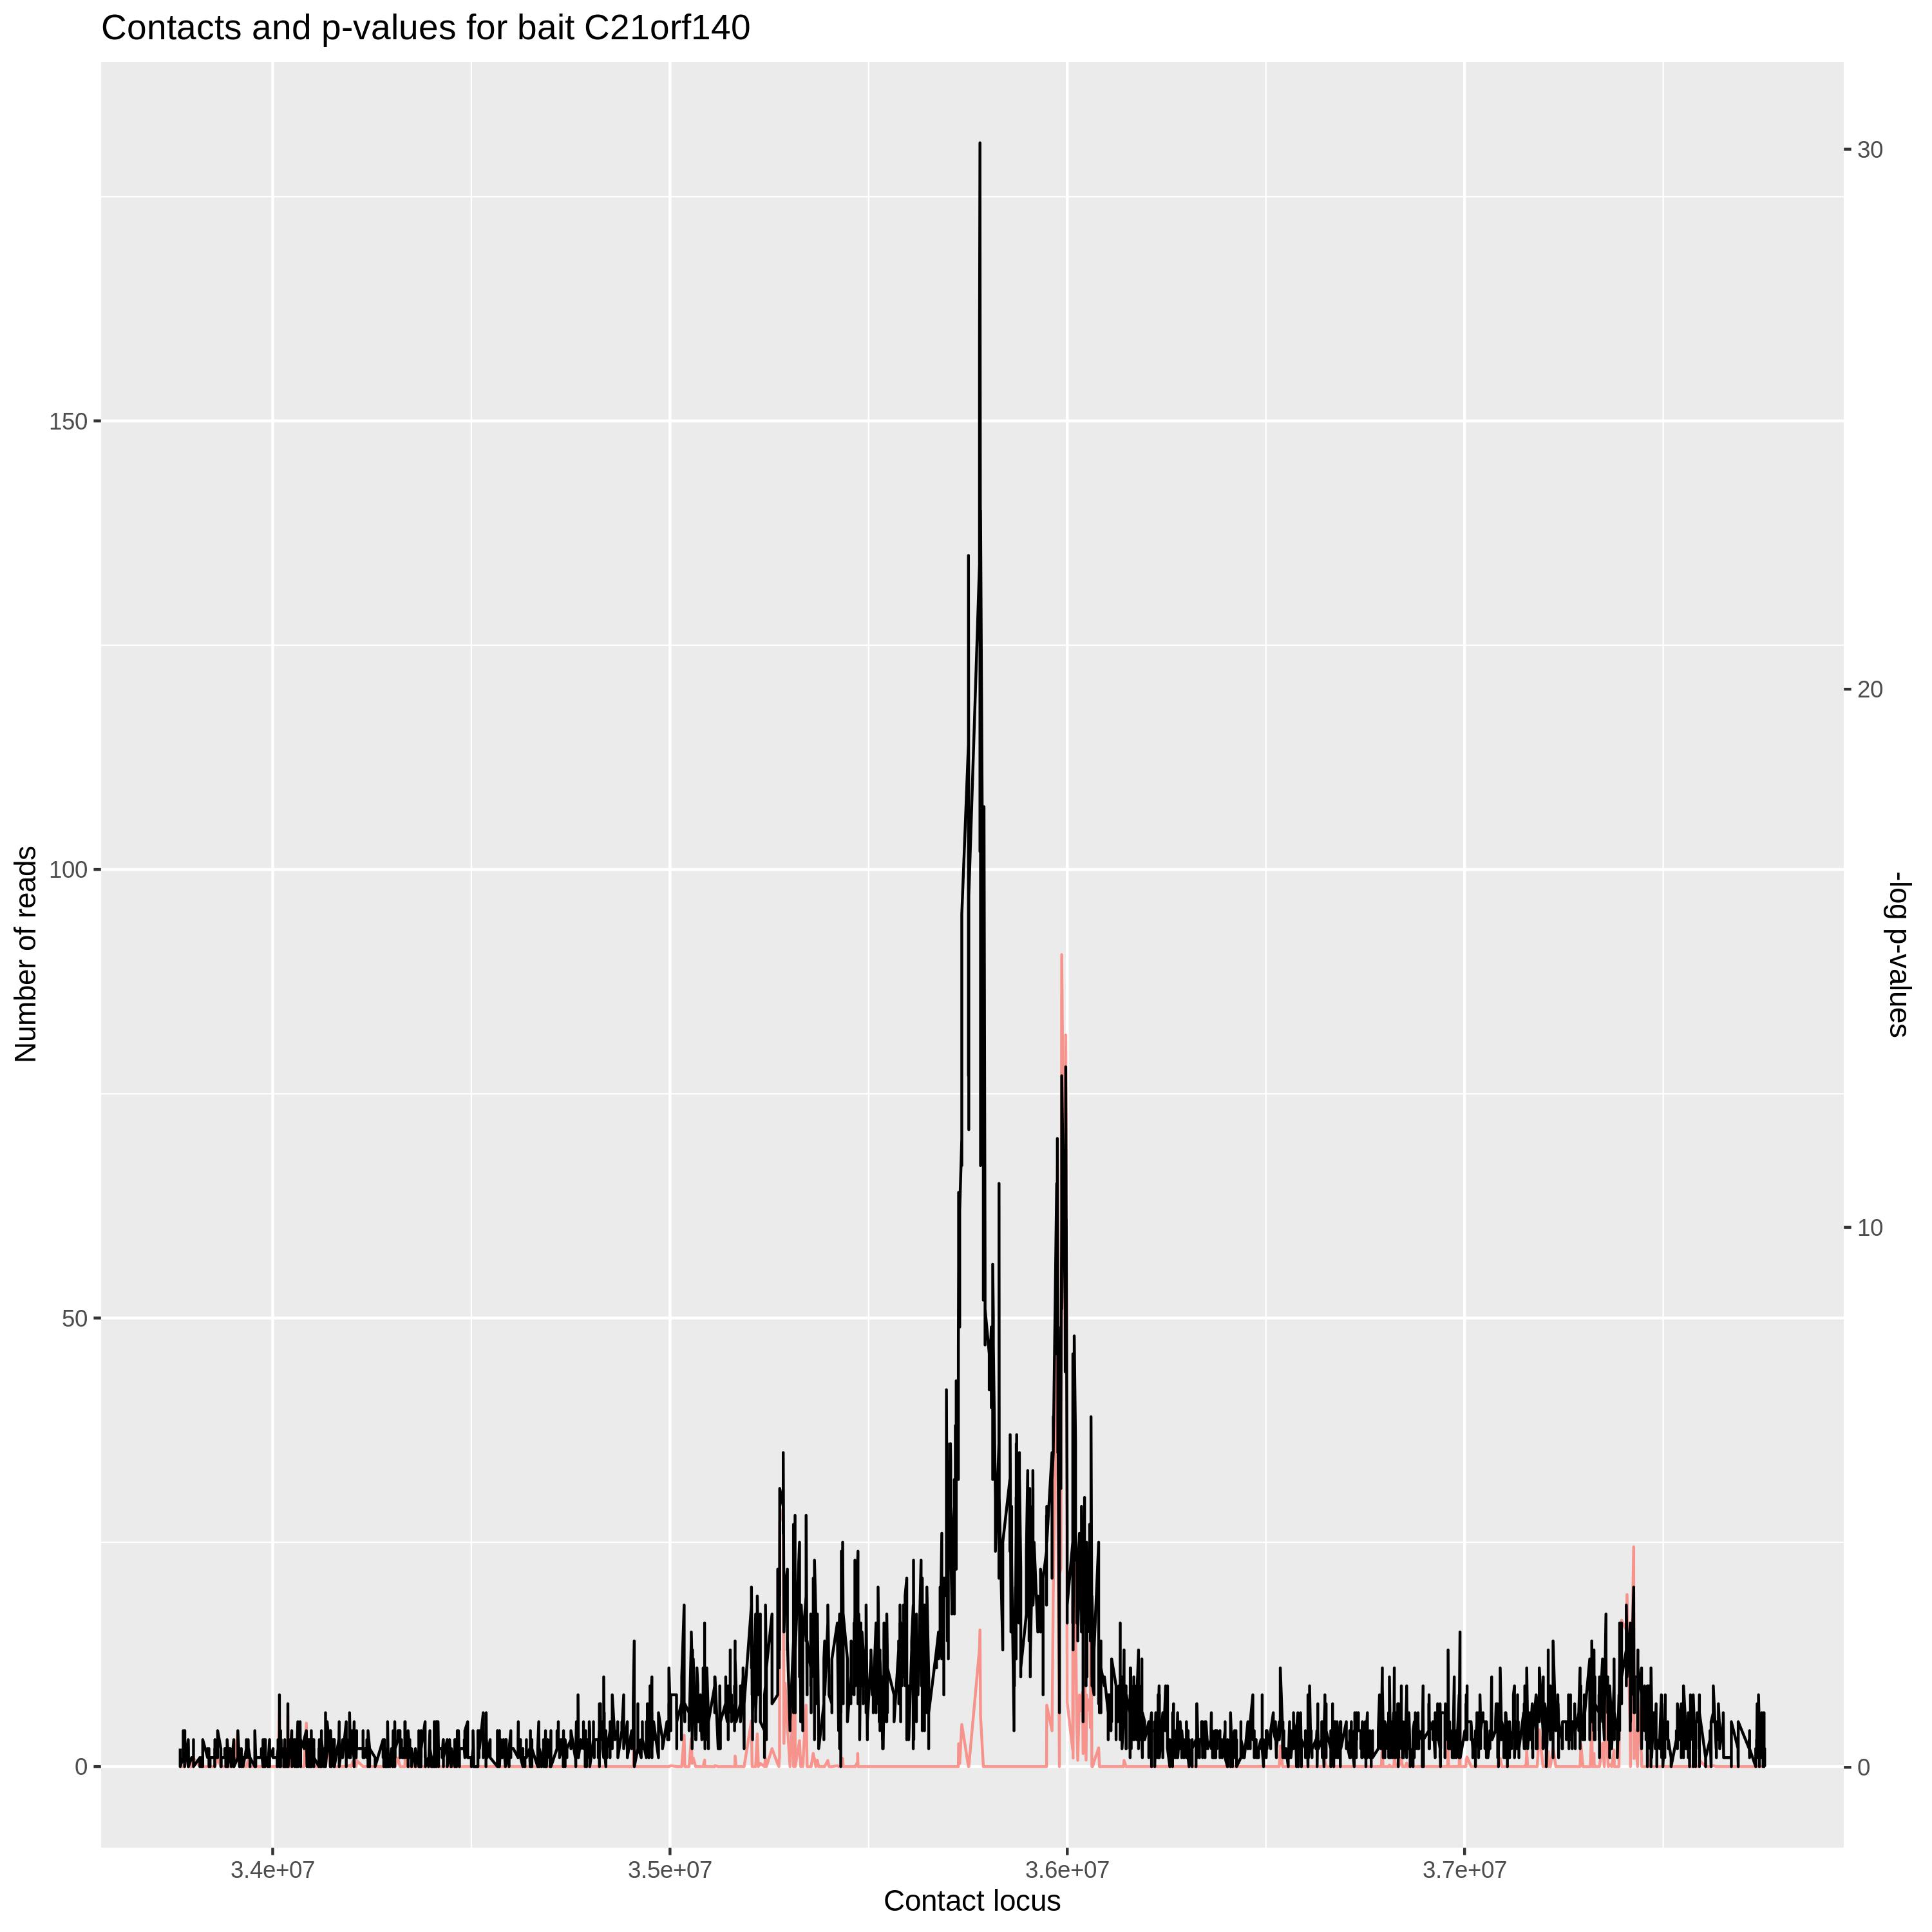 Contacts and p-values for bait C21orf140
30
150
20
100
Number of reads
-log p-values
10
50
0
0
3.4e+07
3.5e+07
3.6e+07
3.7e+07
Contact locus